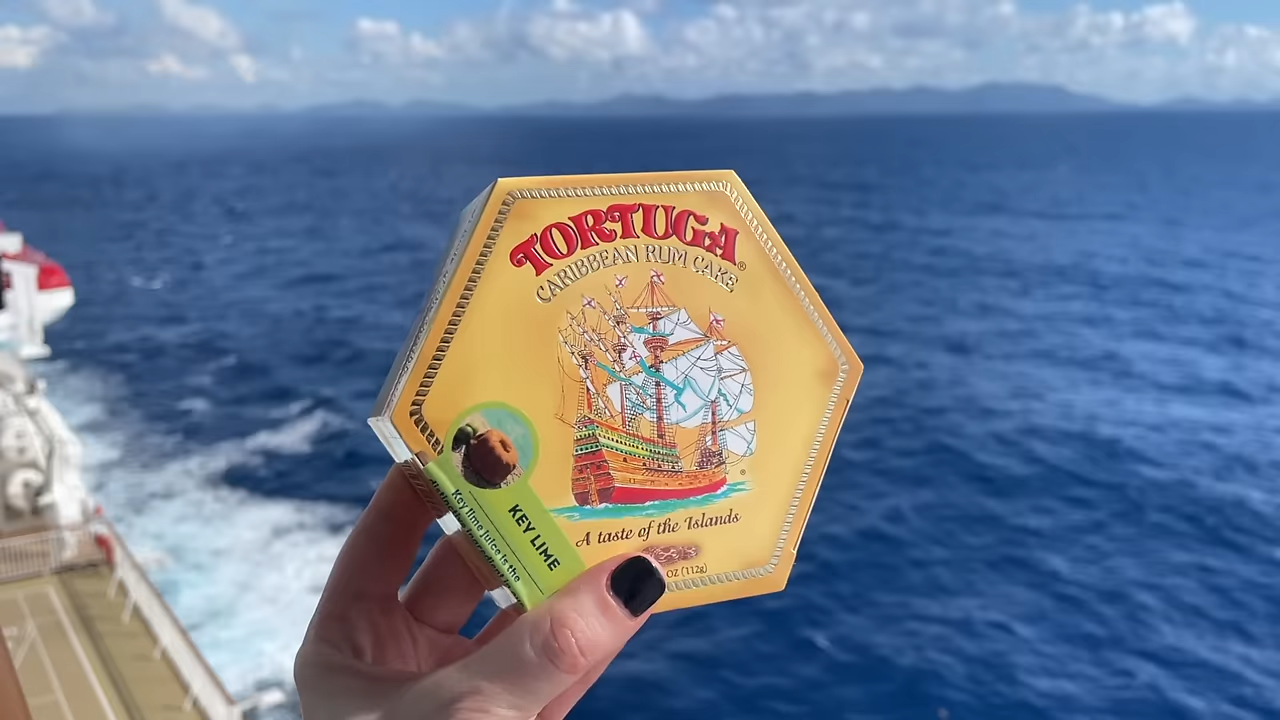 TORTUGA®
CARIBBEAN RUM CAKE
®
A taste of the Islands
OZ (112g)
KEY LIME
Key lime juice is the